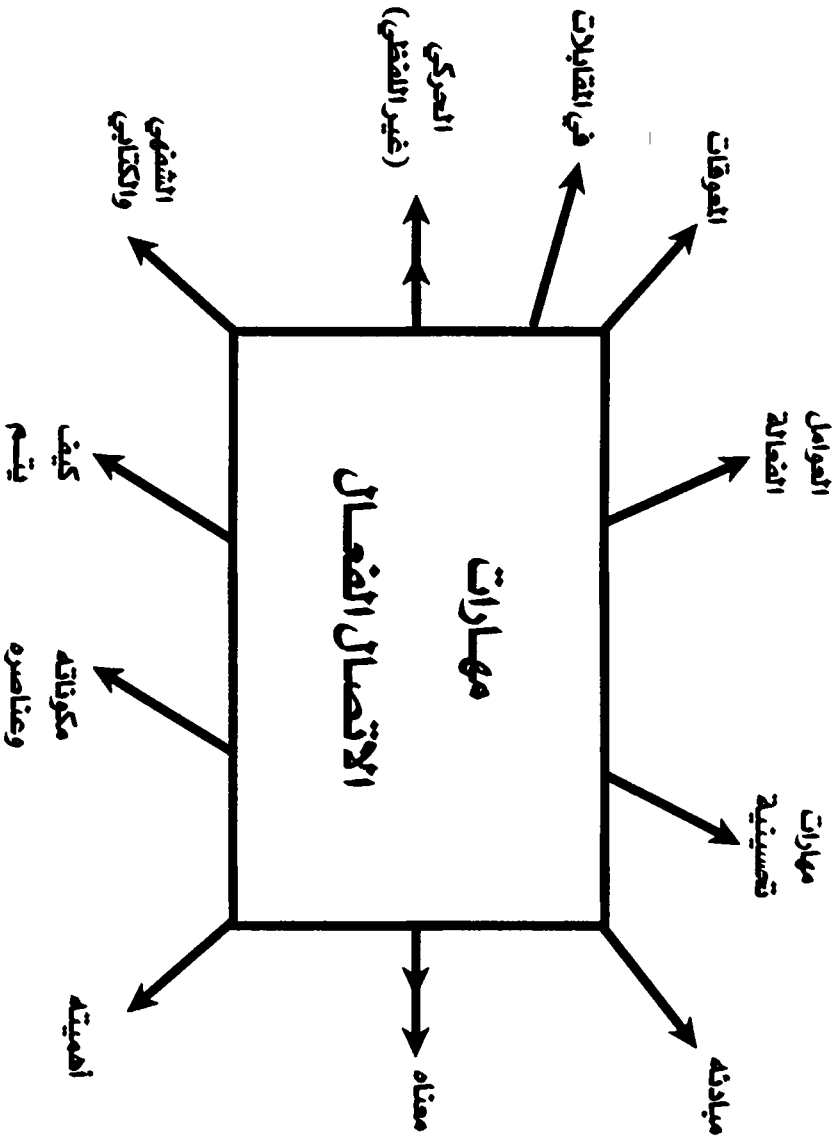 مهارات
تحسينية
العوامل
الفعالة
مبادئه
المعوقات
في المقابلات
مهارات
الاتصال الفعال
معناه
الحركي
(غير اللفظي)
أهميته
الشفهي
والكتابي
مكوناته
وعناصره
كيف
يتم